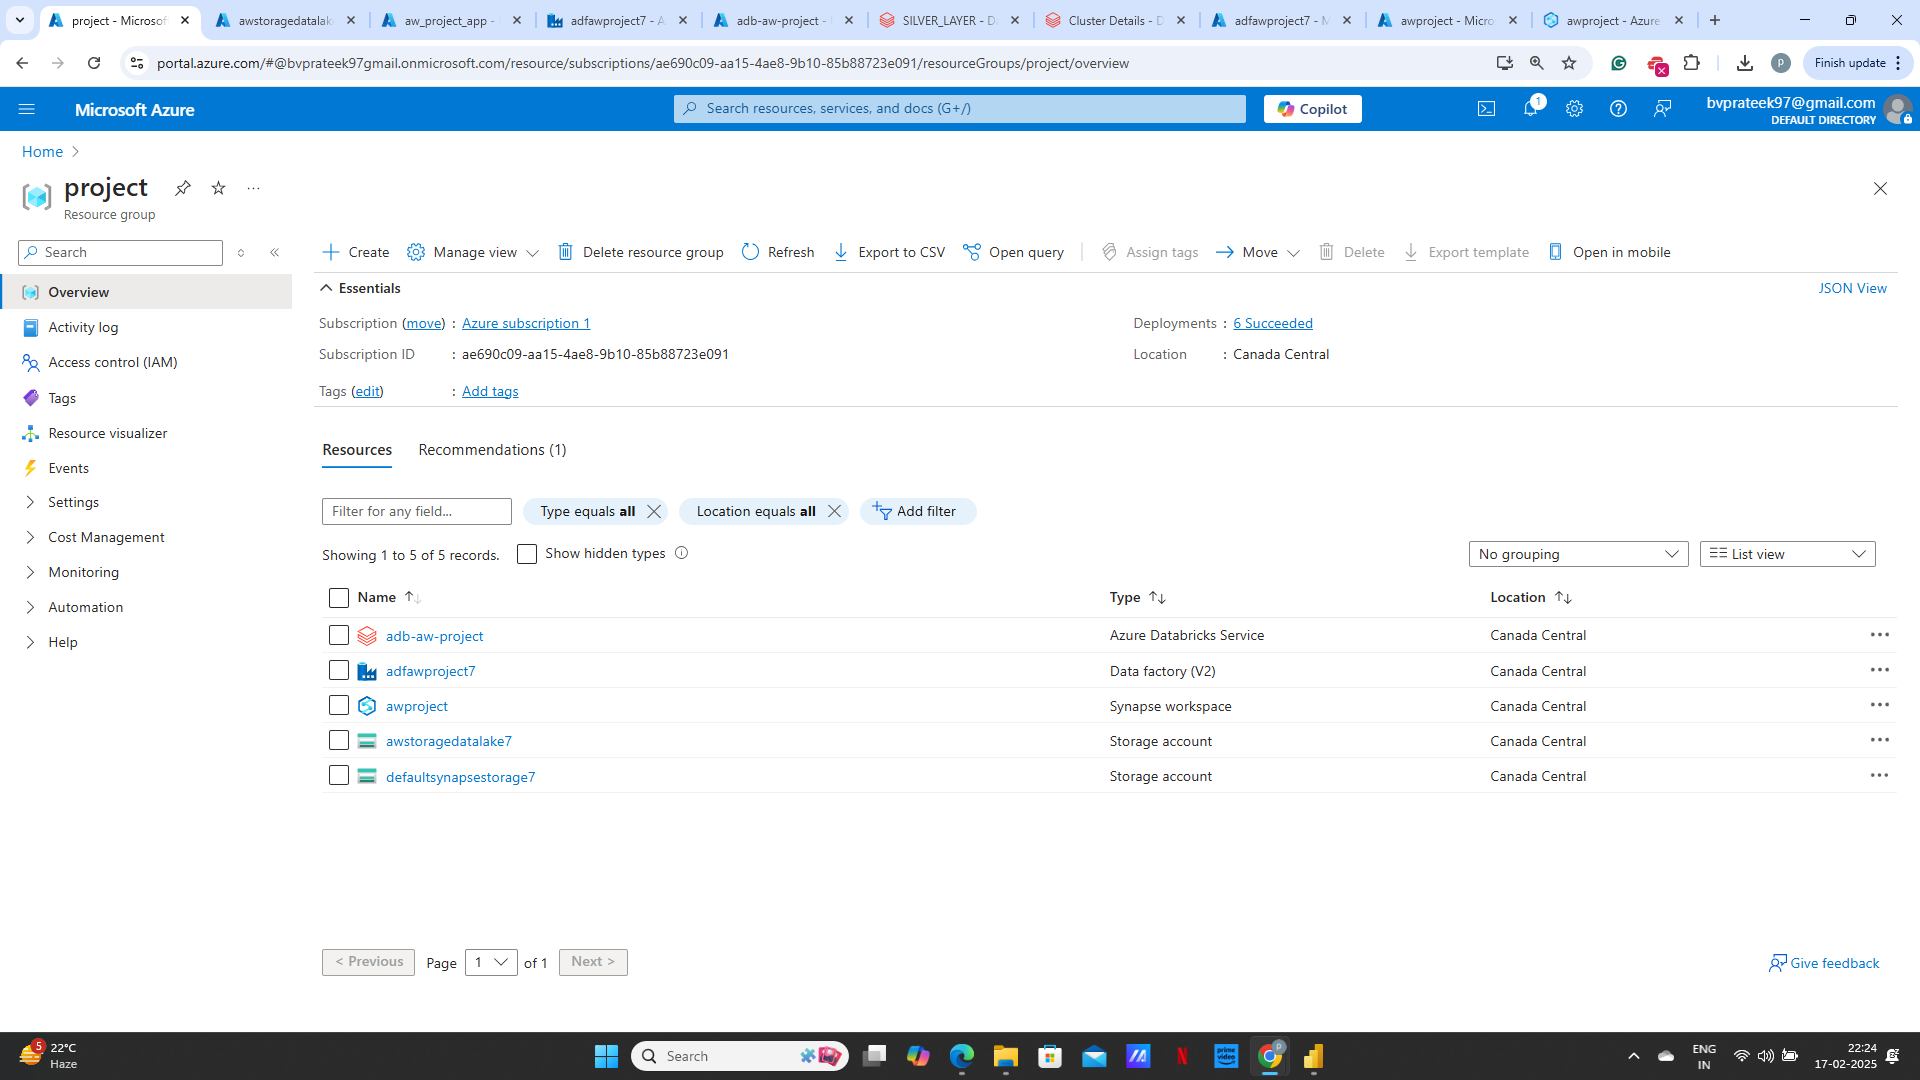 project - Microsof
awstoragedatalak
aw_project_app -
adfawproject7 - A
adb-aw-project -
SILVER_LAYER - Da
Cluster Details - D
adfawproject7 - M
awproject - Micro
awproject - Azure
portal.azure.com/#@bvprateek97gmail.onmicrosoft.com/resource/subscriptions/ae690c09-aa15-4ae8-9b10-85b88723e091/resourceGroups/project/overview
P
Finish update
Microsoft Azure
Search resources, services, and docs (G+/)
Copilot
1
bvprateek97@gmail.com
DEFAULT DIRECTORY
Home
project
Resource group
Search
Overview
Activity log
Access control (IAM)
Tags
Resource visualizer
Events
Settings
Cost Management
Monitoring
Automation
Help
Create
Manage view
Delete resource group
Refresh
Export to CSV
Open query
Assign tags
Move
Delete
Export template
Open in mobile
Essentials
JSON View
Subscription (move) : Azure subscription 1
Deployments : 6 Succeeded
Subscription ID : ae690c09-aa15-4ae8-9b10-85b88723e091
Location : Canada Central
Tags (edit) : Add tags
Resources
Recommendations (1)
Filter for any field...
Type equals all
Location equals all
Add filter
Showing 1 to 5 of 5 records.
Show hidden types
No grouping
List view
Name Type Location
adb-aw-project Azure Databricks Service Canada Central
adfawproject7 Data factory (V2) Canada Central
awproject Synapse workspace Canada Central
awstoragedatalake7 Storage account Canada Central
defaultsynapsestorage7 Storage account Canada Central
< Previous Page 1 of 1 Next >
Give feedback
5
22°C
Haze
Search
prime video
ENG
IN
22:24
17-02-2025